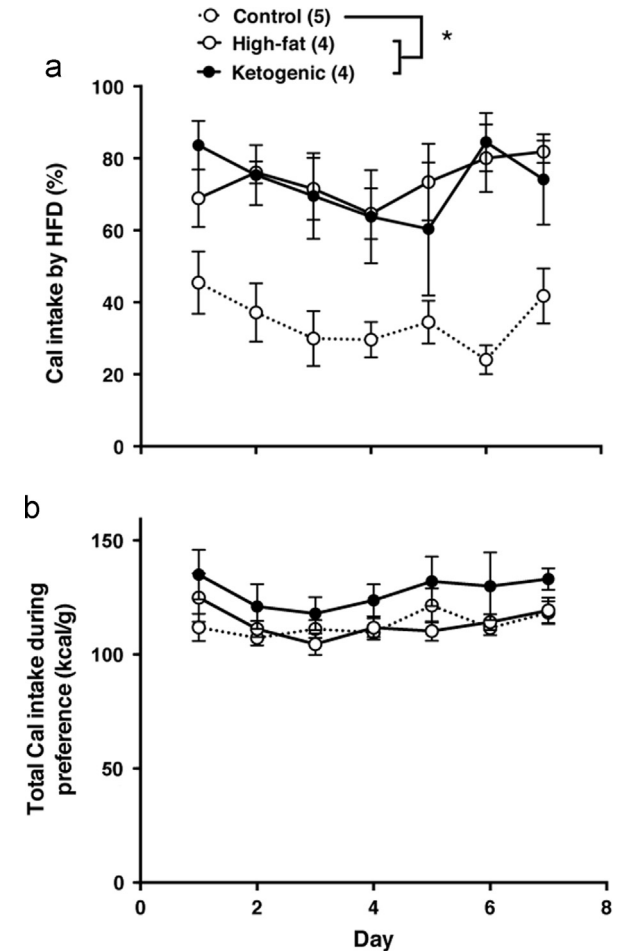 Control (5)
*
High-fat (4)
Ketogenic (4)
a
100
80
60
40
20
0
Cal intake by HFD (%)
b
150
100
50
0
Total Cal intake during
preference (kcal/g)
0 2 4 6 8
Day